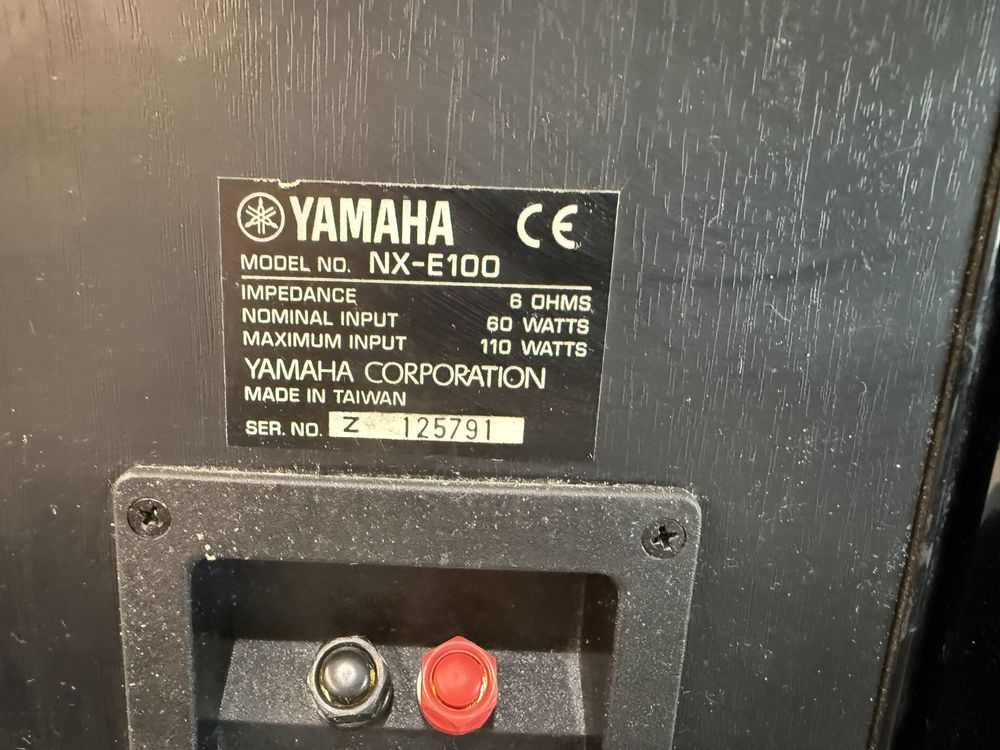 YAMAHA CE
MODEL NO. NX-E100
IMPEDANCE 6 OHMS
NOMINAL INPUT 60 WATTS
MAXIMUM INPUT 110 WATTS
YAMAHA CORPORATION
MADE IN TAIWAN
SER. NO. Z 125791